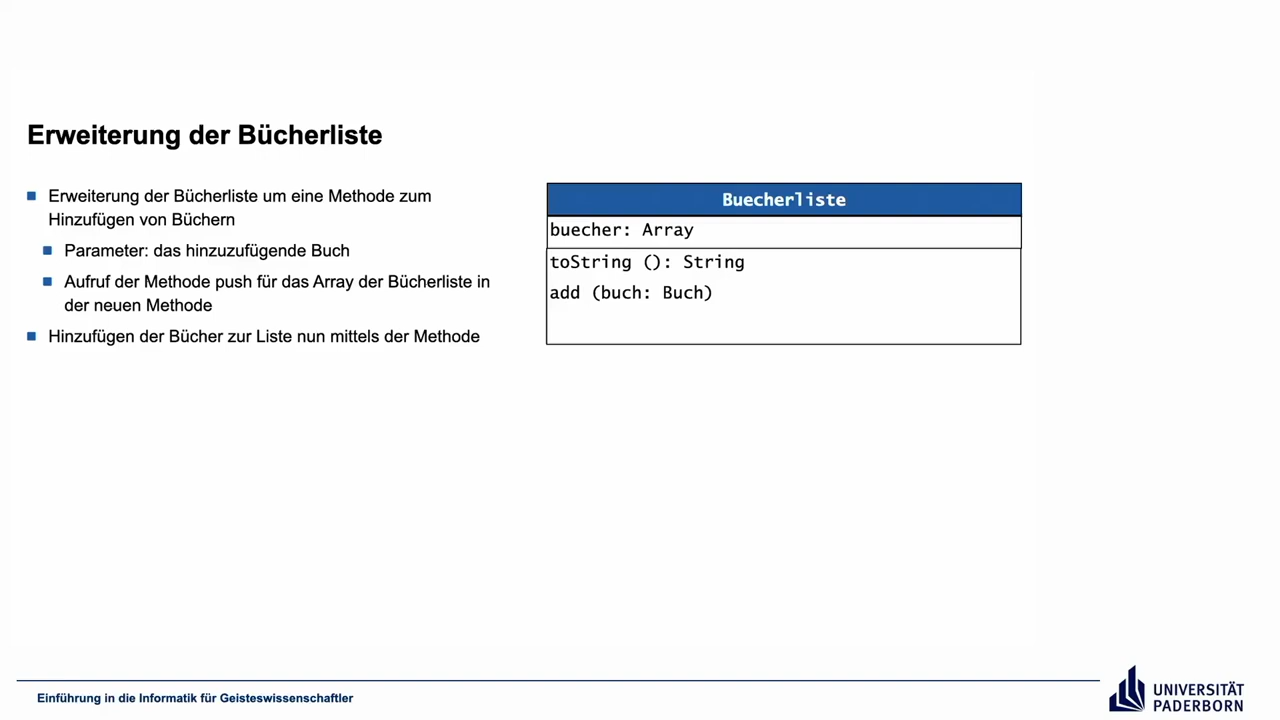 Erweiterung der Bücherliste
Erweiterung der Bücherliste um eine Methode zum
Hinzufügen von Büchern
Parameter: das hinzuzufügende Buch
Aufruf der Methode push für das Array der Bücherliste in
der neuen Methode
Hinzufügen der Bücher zur Liste nun mittels der Methode
Buecherliste
buecher: Array
toString (): String
add (buch: Buch)
Einführung in die Informatik für Geisteswissenschaftler
UNIVERSITÄT
PADERBORN